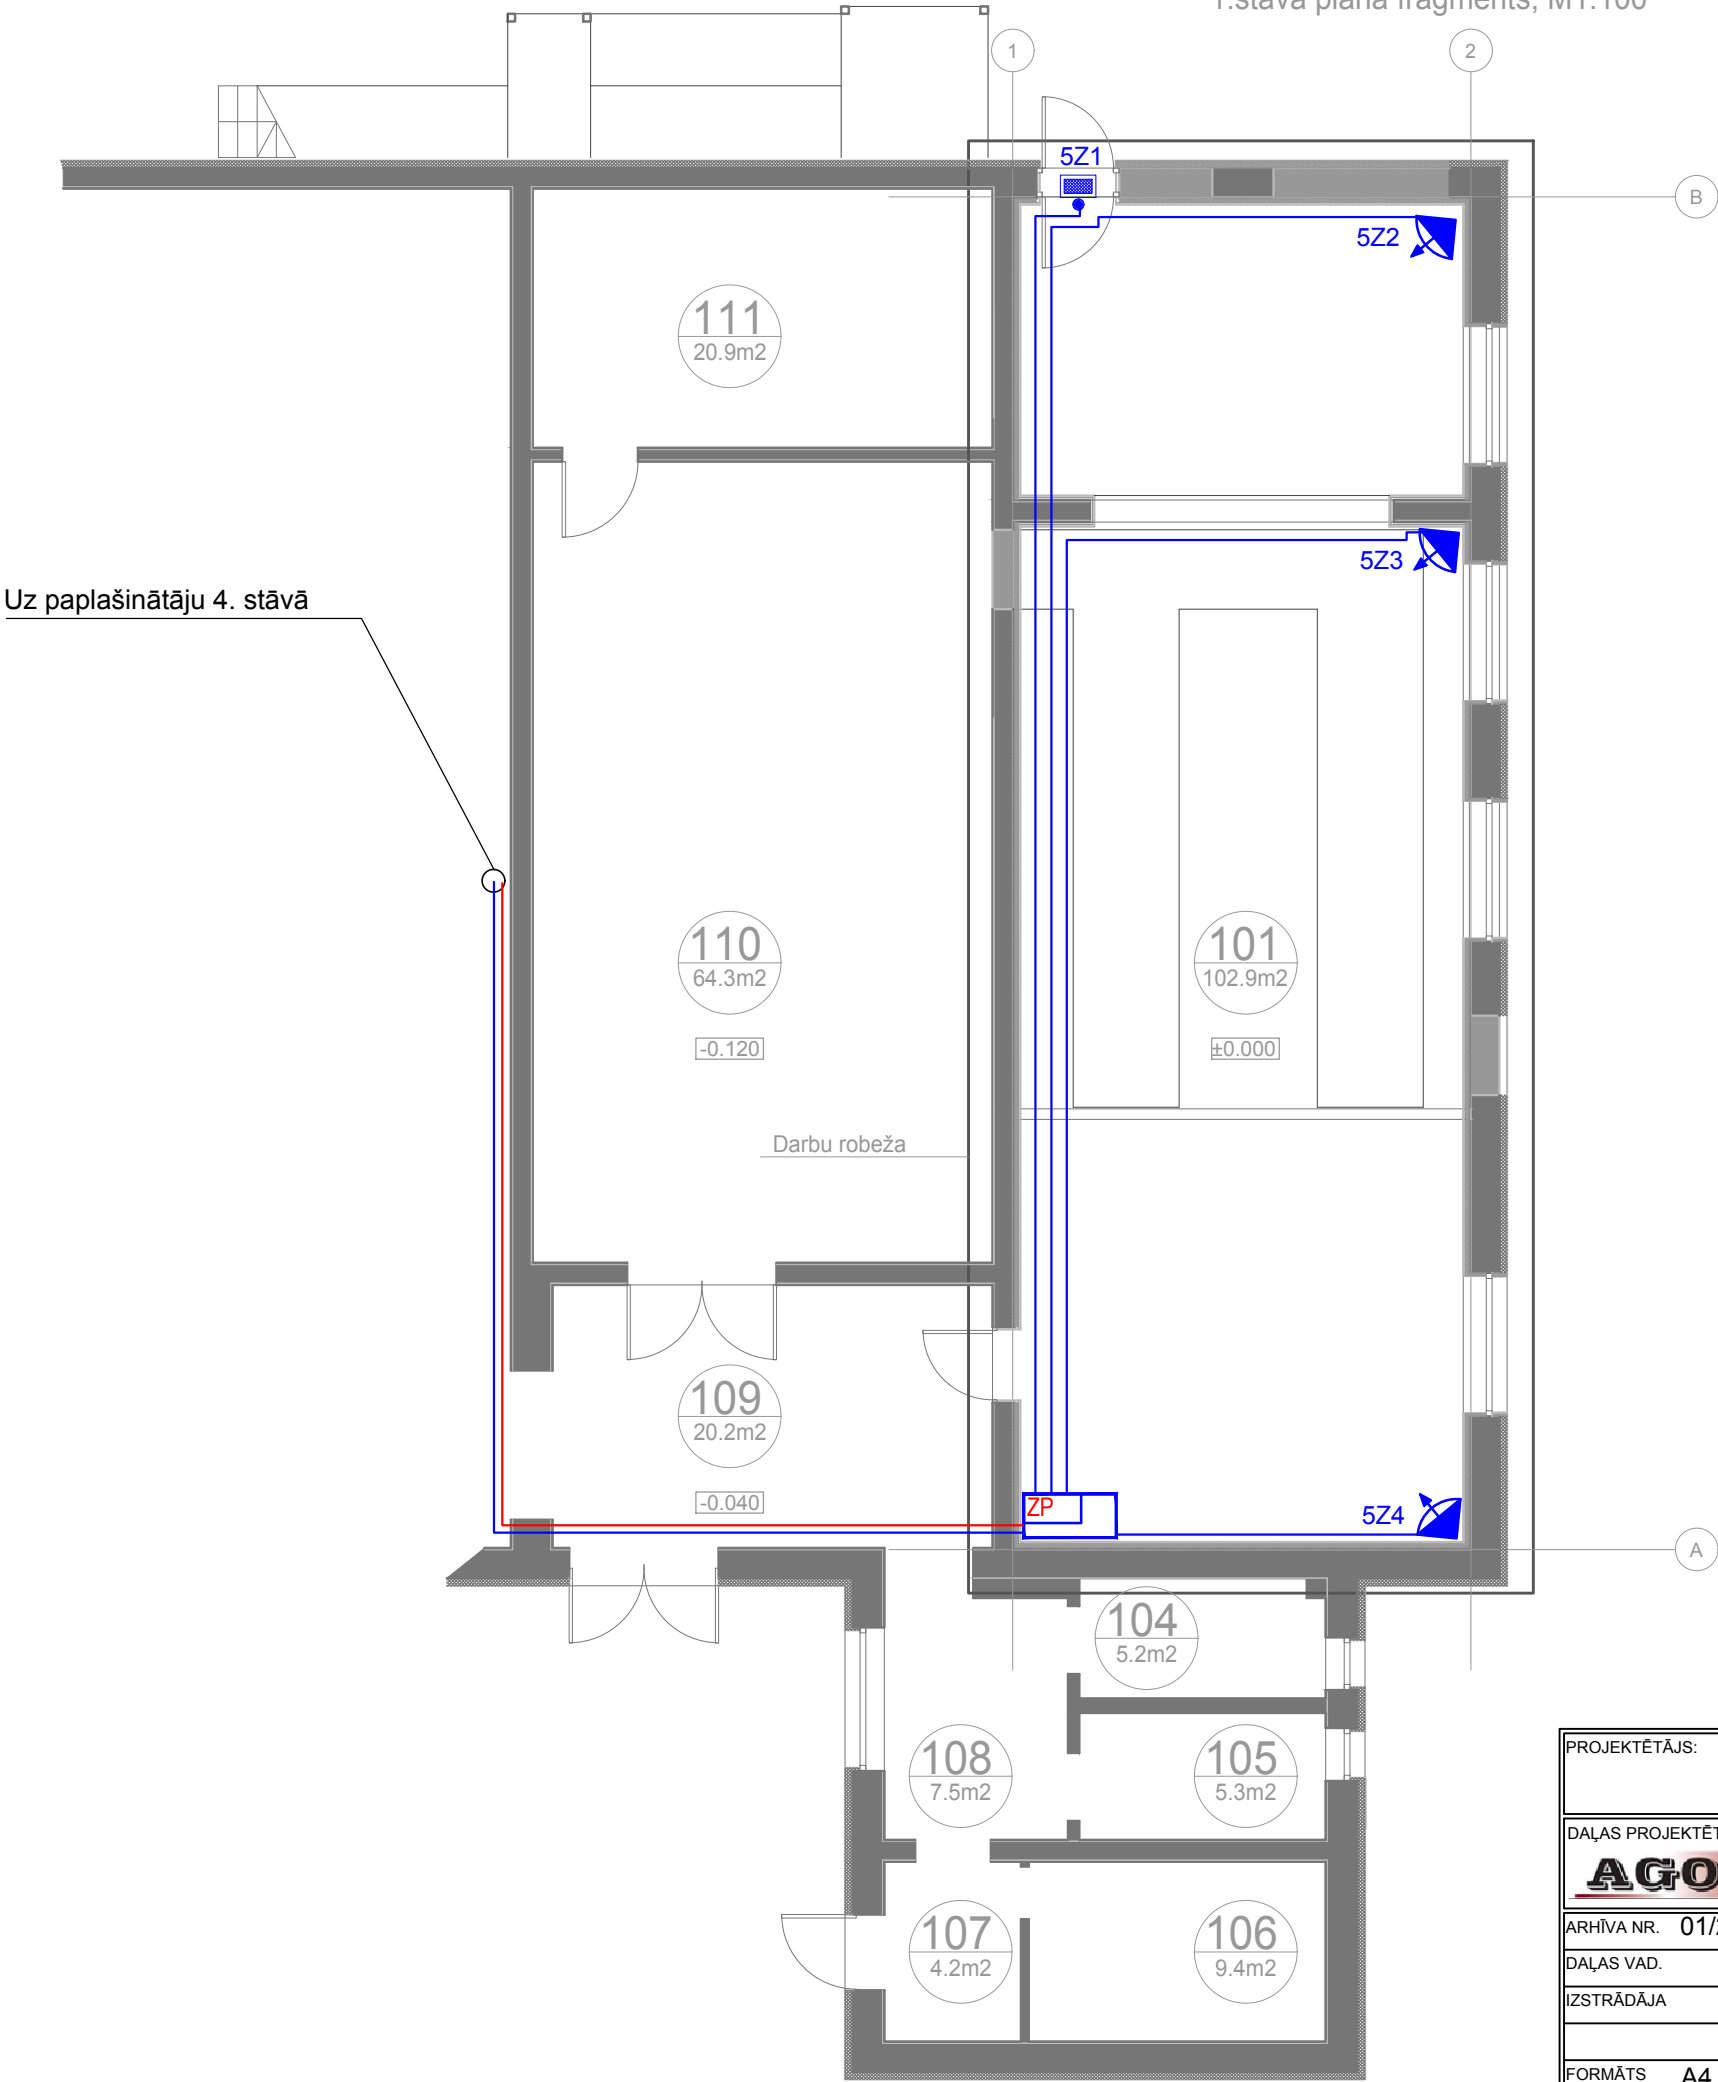 1.stāva plāna fragments, M1:100
1
2
5Z1
B
5Z2
111
20.9m2
5Z3
Uz paplašinātāju 4. stāvā
110
64.3m2
101
102.9m2
-0.120
±0.000
Darbu robeža
109
20.2m2
-0.040
ZP
5Z4
A
104
5.2m2
108
7.5m2
105
5.3m2
PROJEKTĒTĀJS:
DAĻAS PROJEKTĒT
AGO
107
4.2m2
106
9.4m2
ARHĪVA NR. 01/
DAĻAS VAD.
IZSTRĀDĀJA
FORMĀTS A4